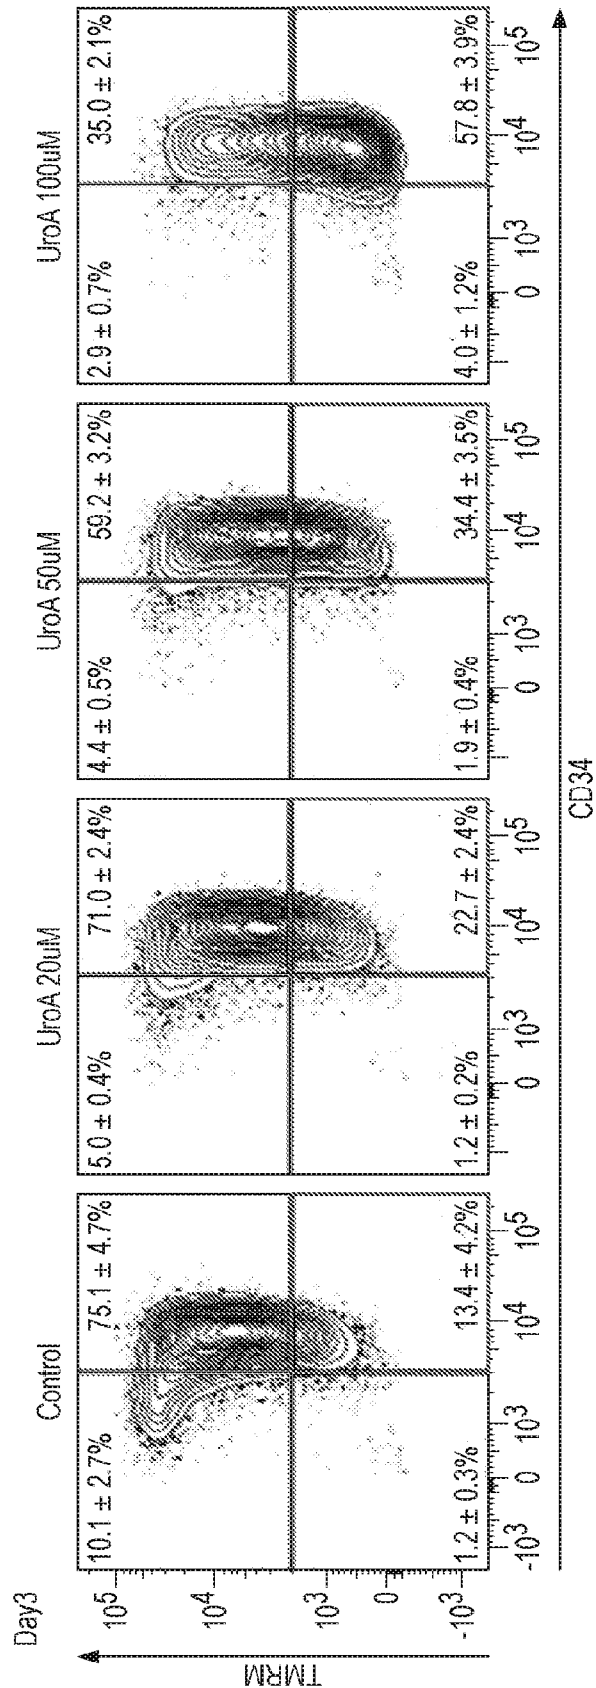 Day3
Control
UroA 20uM
UroA 50uM
UroA 100uM
TMRM
10⁵
10⁴
10³
0
-10³
10.1 ± 2.7%
75.1 ± 4.7%
1.2 ± 0.3%
13.4 ± 4.2%
-10³
0
10³
10⁴
10⁵
5.0 ± 0.4%
71.0 ± 2.4%
1.2 ± 0.2%
22.7 ± 2.4%
0
10³
10⁴
10⁵
4.4 ± 0.5%
59.2 ± 3.2%
1.9 ± 0.4%
34.4 ± 3.5%
0
10³
10⁴
10⁵
2.9 ± 0.7%
35.0 ± 2.1%
4.0 ± 1.2%
57.8 ± 3.9%
0
10³
10⁴
10⁵
CD34